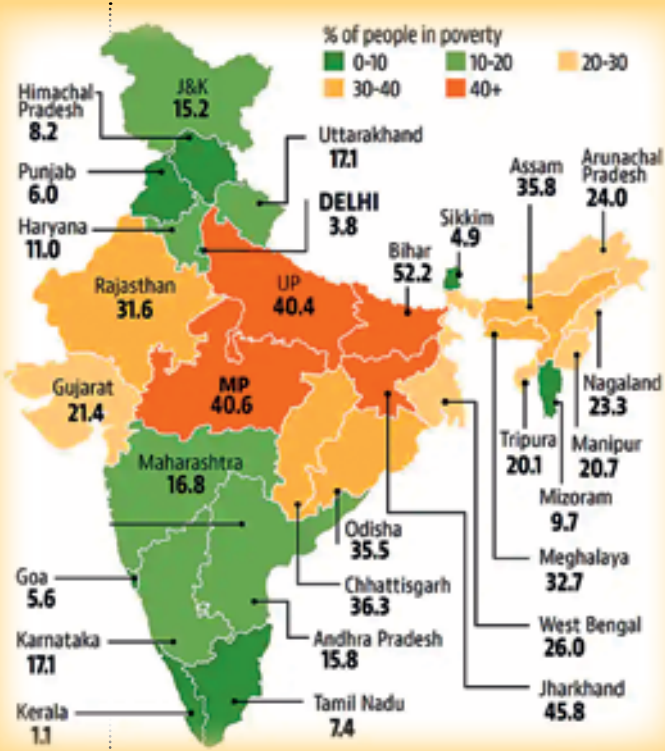 % of people in poverty
0-10
10-20
20-30
30-40
40+
J&K
15.2
Himachal
Pradesh
8.2
Uttarakhand
17.1
Punjab
6.0
DELHI
3.8
Haryana
11.0
Assam
35.8
Arunachal
Pradesh
24.0
Sikkim
4.9
Bihar
52.2
Rajasthan
31.6
UP
40.4
Gujarat
21.4
MP
40.6
Nagaland
23.3
Tripura
20.1
Manipur
20.7
Maharashtra
16.8
Mizoram
9.7
Odisha
35.5
Meghalaya
32.7
Goa
5.6
Chhattisgarh
36.3
West Bengal
26.0
Karnataka
17.1
Andhra Pradesh
15.8
Jharkhand
45.8
Kerala
1.1
Tamil Nadu
7.4